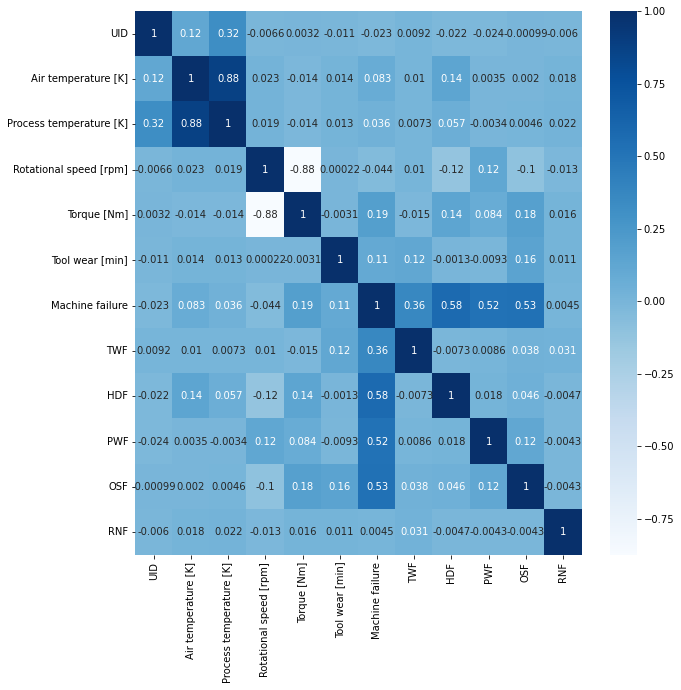 UID 1 0.12 0.32 -0.0066 0.0032 -0.011 -0.023 0.0092 -0.022 -0.024 -0.00099 -0.006
Air temperature [K] 0.12 1 0.88 0.023 -0.014 0.014 0.083 0.01 0.14 0.0035 0.002 0.018
Process temperature [K] 0.32 0.88 1 0.019 -0.014 0.013 0.036 0.0073 0.057 -0.0034 0.0046 0.022
Rotational speed [rpm] -0.0066 0.023 0.019 1 -0.88 0.00022 -0.044 0.01 -0.12 0.12 -0.1 -0.013
Torque [Nm] 0.0032 -0.014 -0.014 -0.88 1 -0.0031 0.19 -0.015 0.14 0.084 0.18 0.016
Tool wear [min] -0.011 0.014 0.013 0.00022 -0.0031 1 0.11 0.12 -0.0013 -0.0093 0.16 0.011
Machine failure -0.023 0.083 0.036 -0.044 0.19 0.11 1 0.36 0.58 0.52 0.53 0.0045
TWF 0.0092 0.01 0.0073 0.01 -0.015 0.12 0.36 1 -0.0073 0.0086 0.038 0.031
HDF -0.022 0.14 0.057 -0.12 0.14 -0.0013 0.58 -0.0073 1 0.018 0.046 -0.0047
PWF -0.024 0.0035 -0.0034 0.12 0.084 -0.0093 0.52 0.0086 0.018 1 0.12 -0.0043
OSF -0.00099 0.002 0.0046 -0.1 0.18 0.16 0.53 0.038 0.046 0.12 1 -0.0043
RNF -0.006 0.018 0.022 -0.013 0.016 0.011 0.0045 0.031 -0.0047 -0.0043 -0.0043 1
UID
Air temperature [K]
Process temperature [K]
Rotational speed [rpm]
Torque [Nm]
Tool wear [min]
Machine failure
TWF
HDF
PWF
OSF
RNF
1.00
0.75
0.50
0.25
0.00
-0.25
-0.50
-0.75